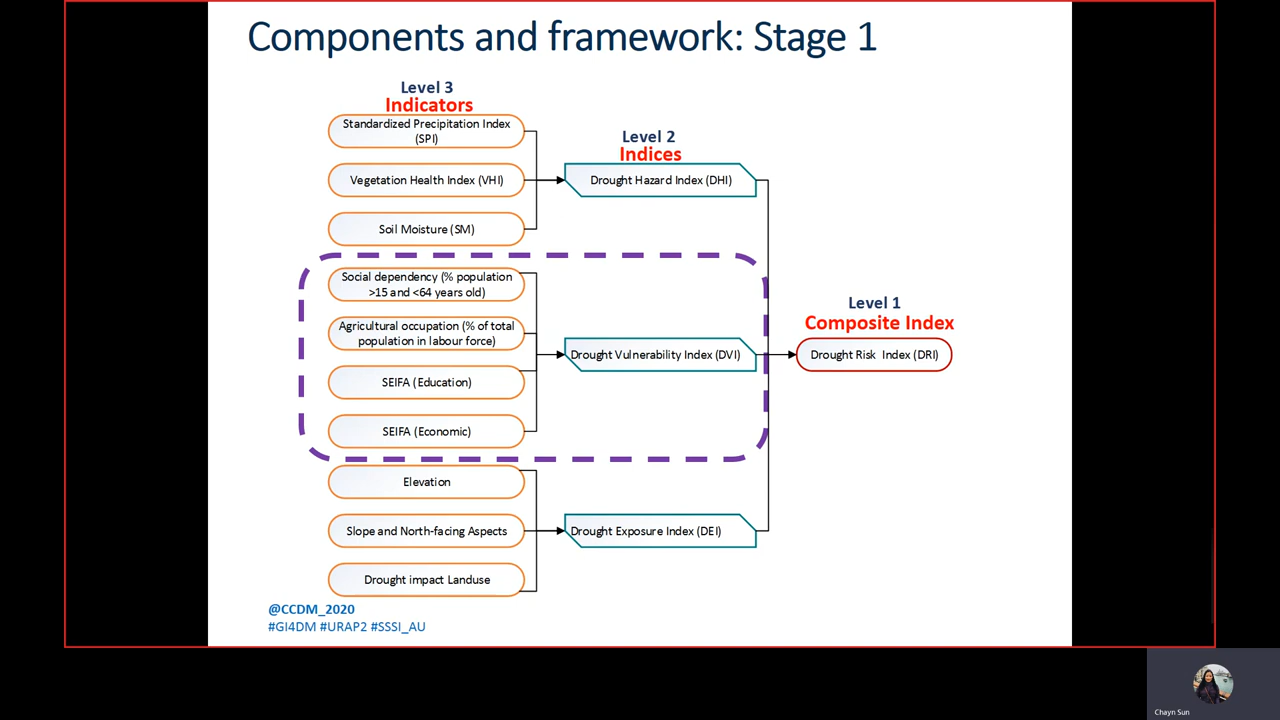 Components and framework: Stage 1
Level 3
Indicators
Standardized Precipitation Index
(SPI)
Vegetation Health Index (VHI)
Soil Moisture (SM)
Social dependency (% population
>15 and <64 years old)
Agricultural occupation (% of total
population in labour force)
SEIFA (Education)
SEIFA (Economic)
Elevation
Slope and North-facing Aspects
Drought impact Landuse
Level 2
Indices
Drought Hazard Index (DHI)
Drought Vulnerability Index (DVI)
Drought Exposure Index (DEI)
Level 1
Composite Index
Drought Risk Index (DRI)
@CCDM_2020
#GI4DM #URAP2 #SSSI_AU
Chayn Sun